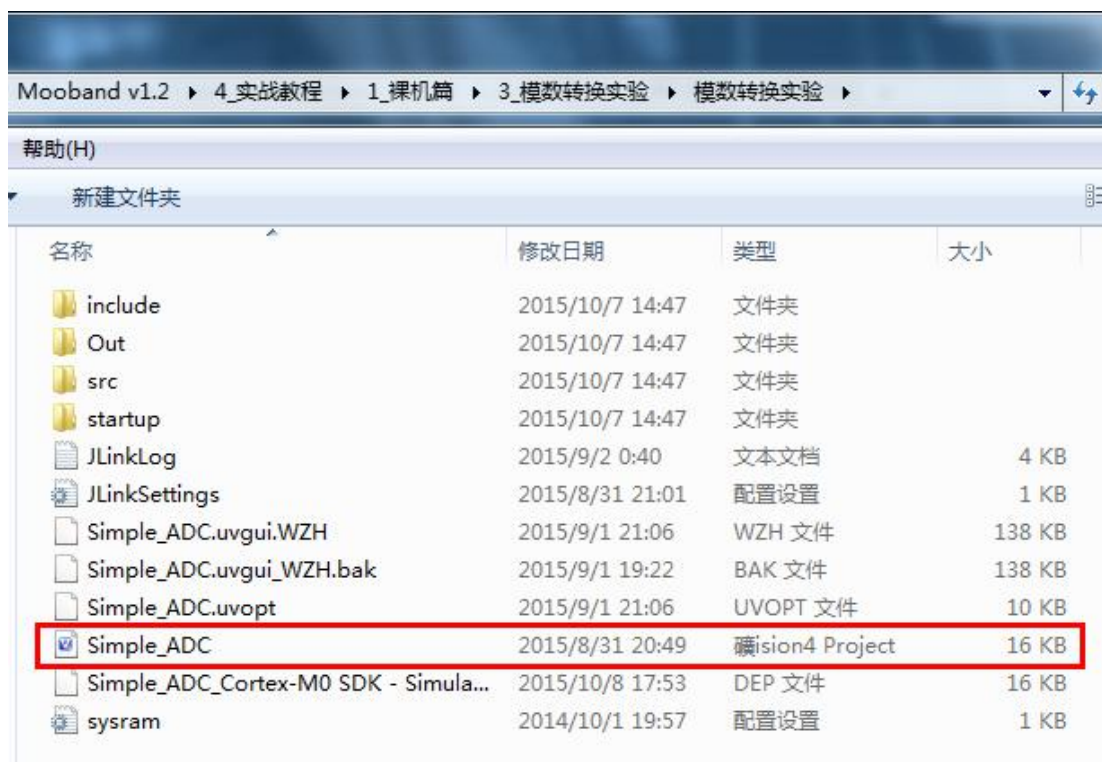 Mooband v1.2 ▸ 4_实战教程 ▸ 1_裸机篇 ▸ 3_模数转换实验 ▸ 模数转换实验 ▸
帮助(H)
新建文件夹
名称 修改日期 类型 大小
include 2015/10/7 14:47 文件夹
Out 2015/10/7 14:47 文件夹
src 2015/10/7 14:47 文件夹
startup 2015/10/7 14:47 文件夹
JLinkLog 2015/9/2 0:40 文本文档 4 KB
JLinkSettings 2015/8/31 21:01 配置设置 1 KB
Simple_ADC.uvgui.WZH 2015/9/1 21:06 WZH 文件 138 KB
Simple_ADC.uvgui_WZH.bak 2015/9/1 19:22 BAK 文件 138 KB
Simple_ADC.uvopt 2015/9/1 21:06 UVOPT 文件 10 KB
Simple_ADC 2015/8/31 20:49 礦ision4 Project 16 KB
Simple_ADC_Cortex-M0 SDK - Simula... 2015/10/8 17:53 DEP 文件 16 KB
sysram 2014/10/1 19:57 配置设置 1 KB